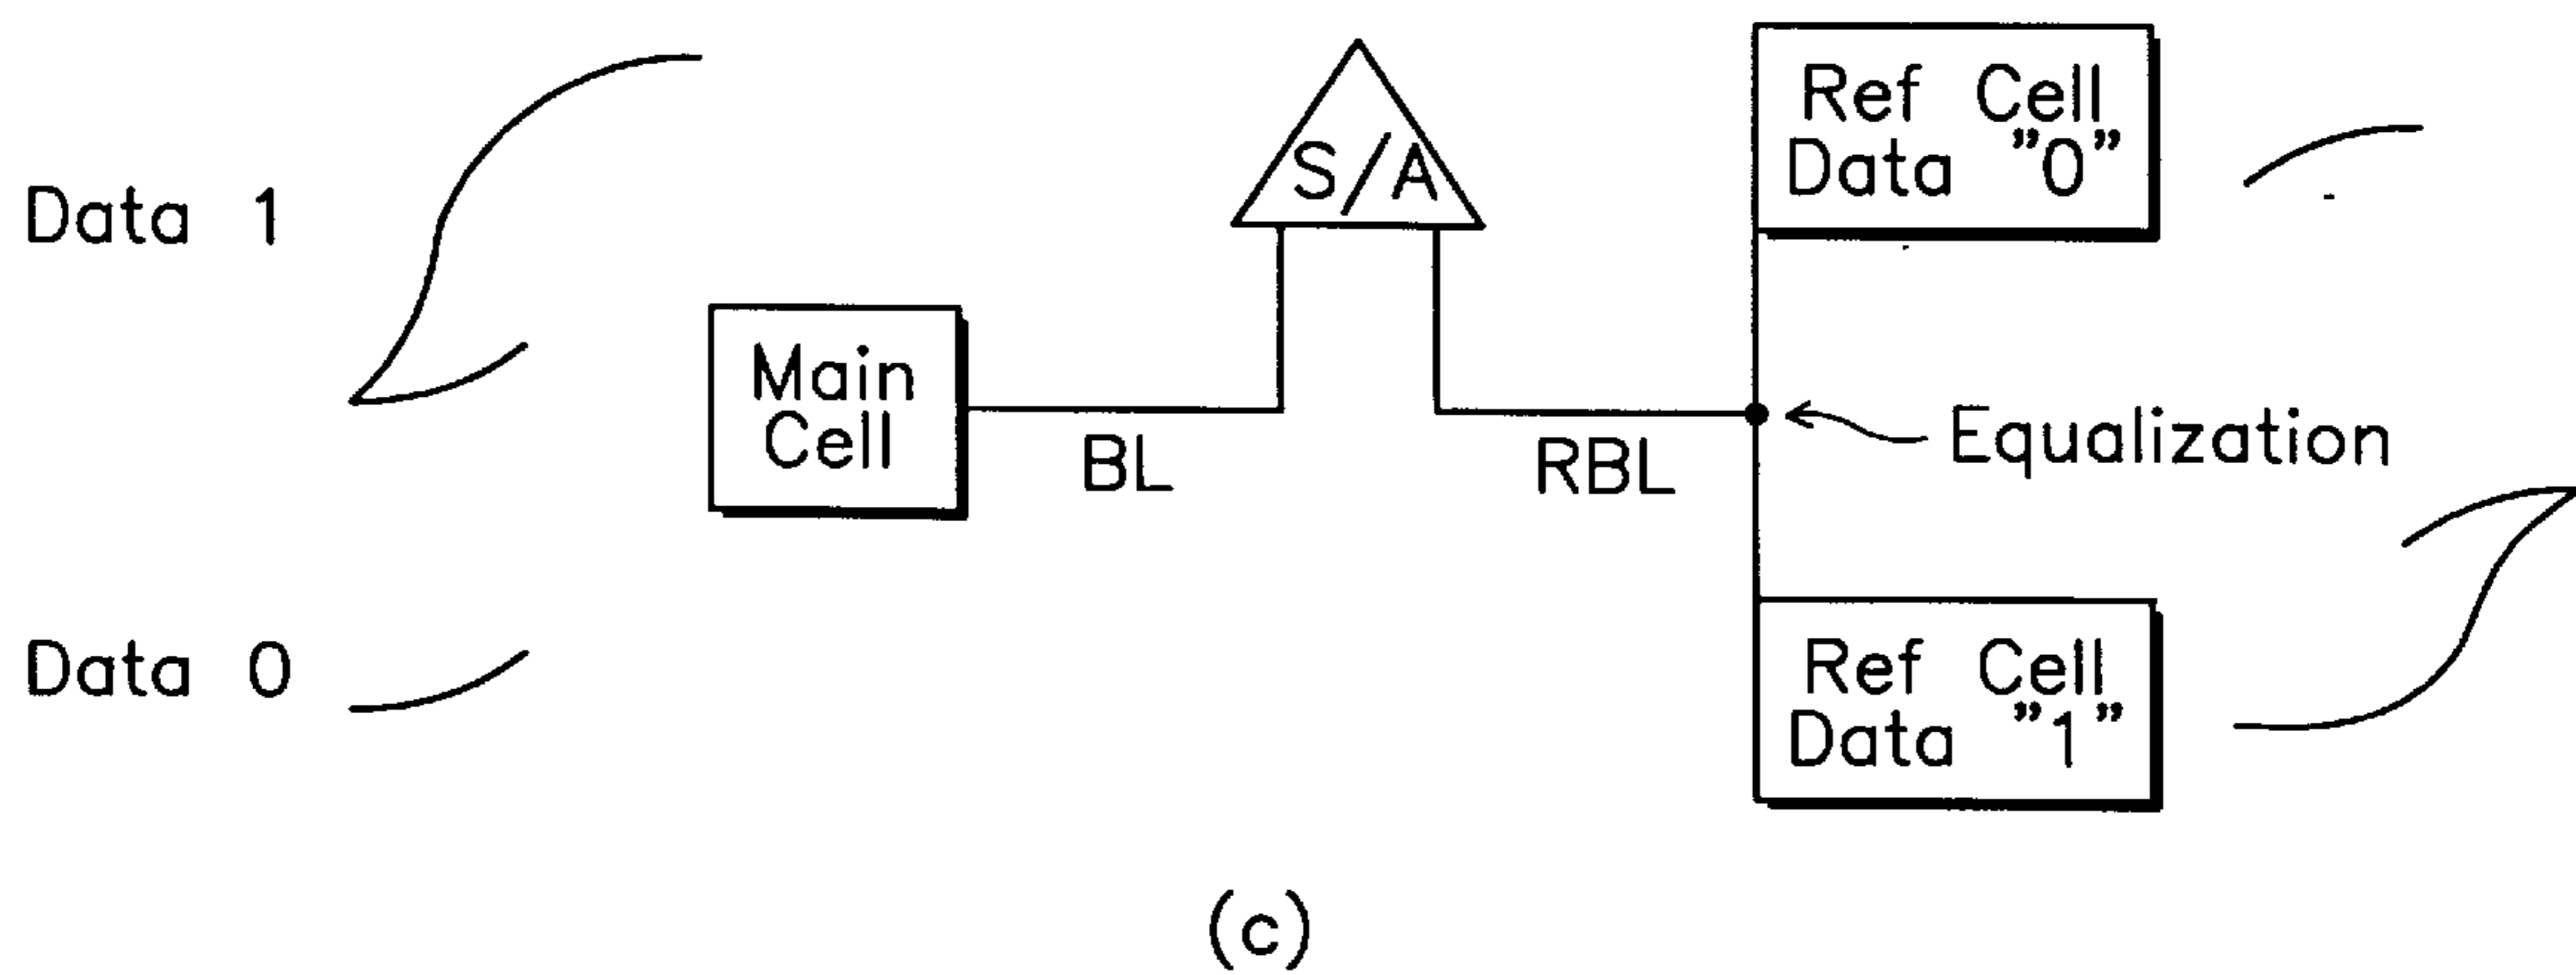 Data 1
S/A
Ref Cell
Data "0"
Main
Cell
BL
RBL
Equalization
Data 0
Ref Cell
Data "1"
(c)